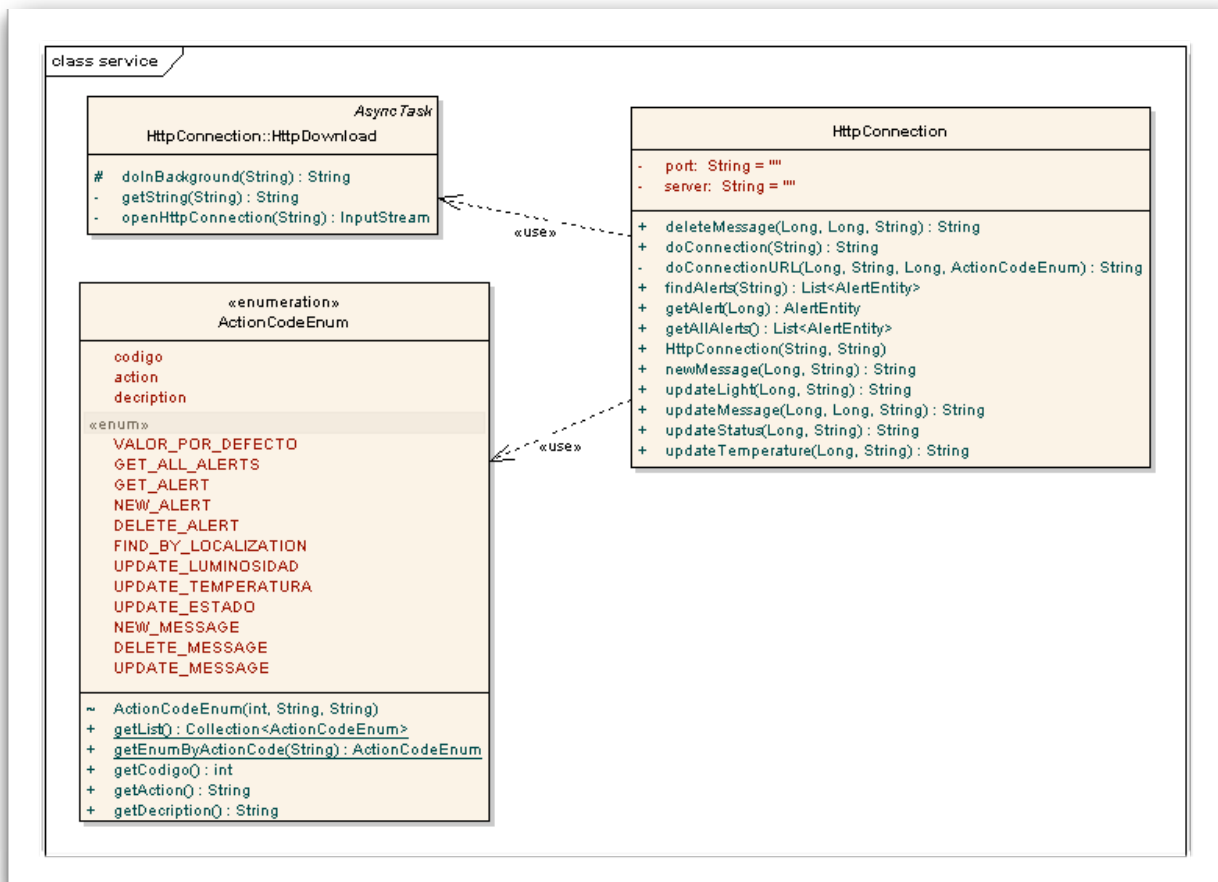 class service
AsyncTask
HttpConnection::HttpDownload
# doInBackground(String) : String
- getString(String) : String
- openHttpConnection(String) : InputStream
«use»
HttpConnection
- port: String = ""
- server: String = ""
+ deleteMessage(Long, Long, String) : String
+ doConnection(String) : String
- doConnectionURL(Long, String, Long, ActionCodeEnum) : String
+ findAlerts(String) : List<AlertEntity>
+ getAlert(Long) : AlertEntity
+ getAllAlerts() : List<AlertEntity>
+ HttpConnection(String, String)
+ newMessage(Long, String) : String
+ updateLight(Long, String) : String
+ updateMessage(Long, Long, String) : String
+ updateStatus(Long, String) : String
+ updateTemperature(Long, String) : String
«use»
«enumeration»
ActionCodeEnum
codigo
action
decription
«enum»
VALOR_POR_DEFECTO
GET_ALL_ALERTS
GET_ALERT
NEW_ALERT
DELETE_ALERT
FIND_BY_LOCALIZATION
UPDATE_LUMINOSIDAD
UPDATE_TEMPERATURA
UPDATE_ESTADO
NEW_MESSAGE
DELETE_MESSAGE
UPDATE_MESSAGE
~ ActionCodeEnum(int, String, String)
+ getList() : Collection<ActionCodeEnum>
+ getEnumByActionCode(String) : ActionCodeEnum
+ getCodigo() : int
+ getAction() : String
+ getDecription() : String